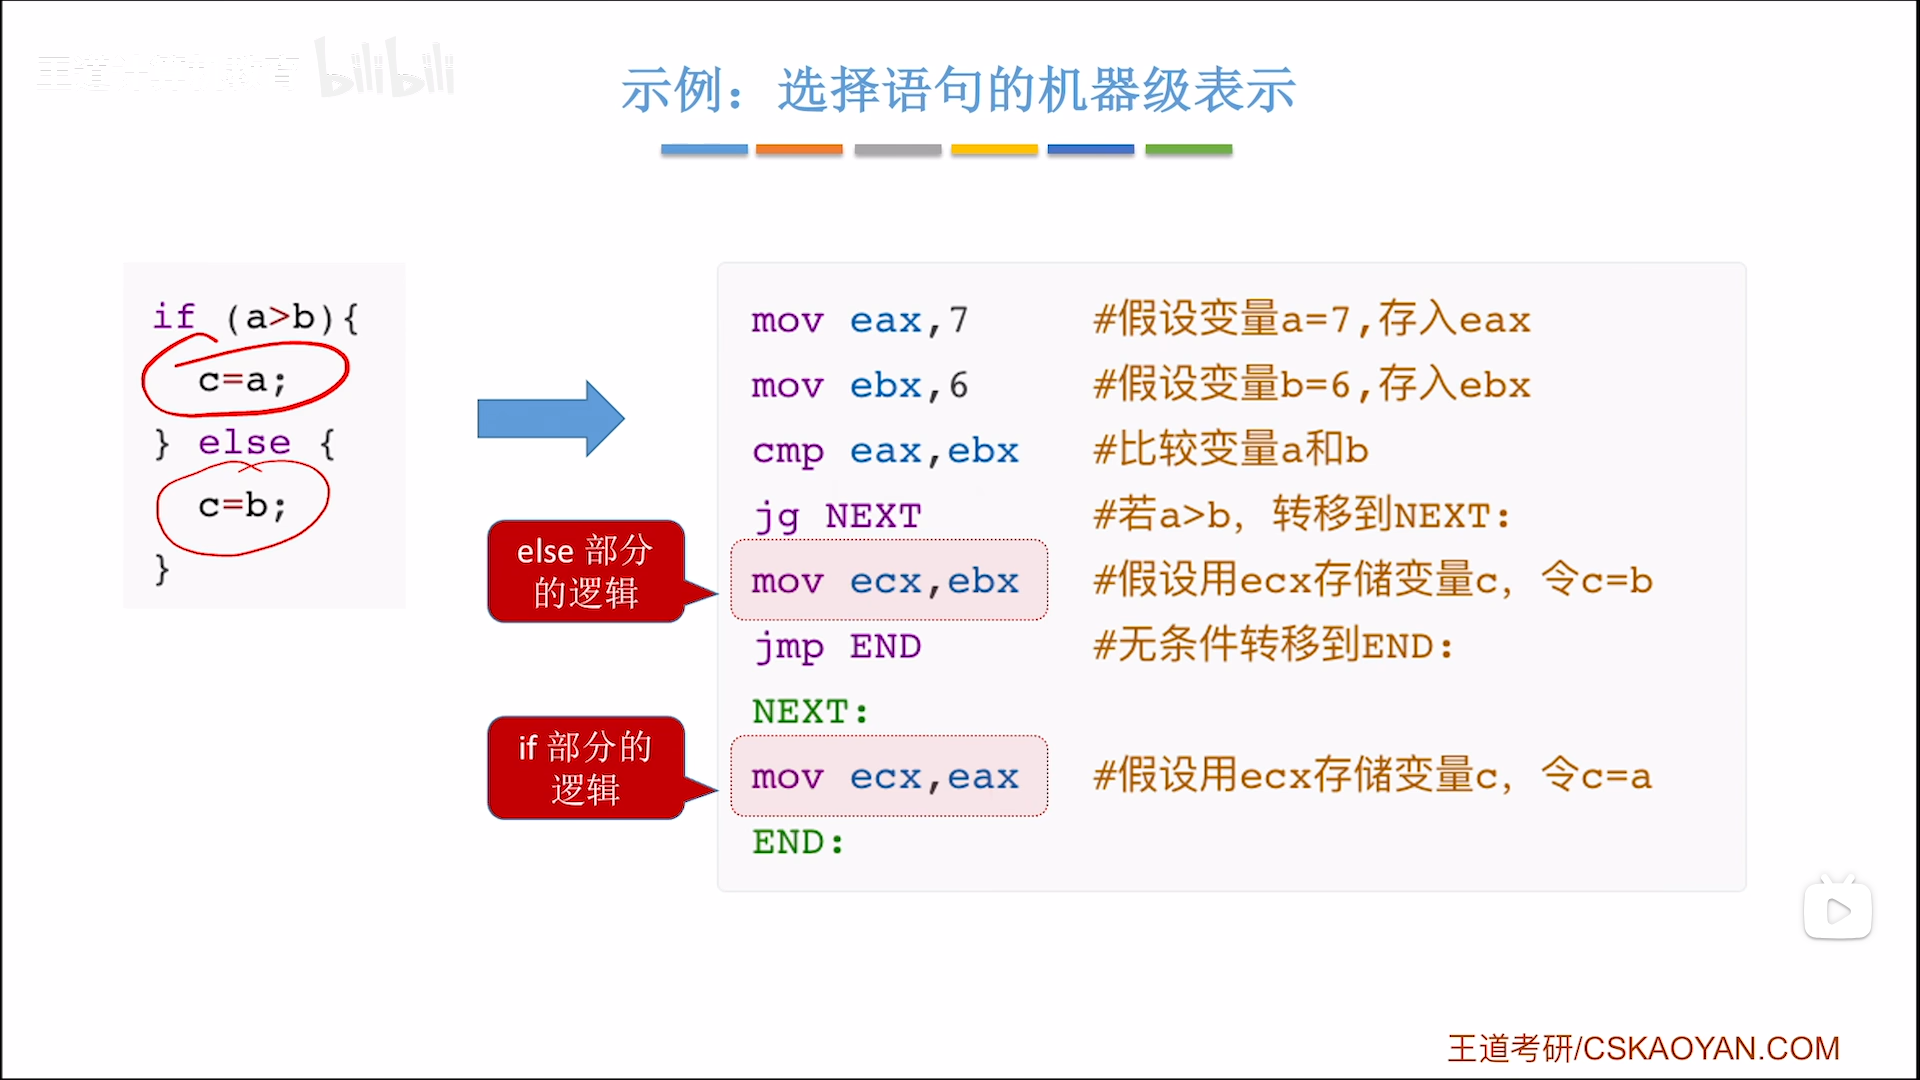 王道计算机教育 bilibili
示例：选择语句的机器级表示
if (a>b){
c=a;
} else {
c=b;
}
mov eax,7 #假设变量a=7,存入eax
mov ebx,6 #假设变量b=6,存入ebx
cmp eax,ebx #比较变量a和b
jg NEXT #若a>b，转移到NEXT:
else 部分
的逻辑
mov ecx,ebx #假设用ecx存储变量c，令c=b
jmp END #无条件转移到END:
NEXT:
if 部分的
逻辑
mov ecx,eax #假设用ecx存储变量c，令c=a
END:
王道考研/CSKAOYAN.COM